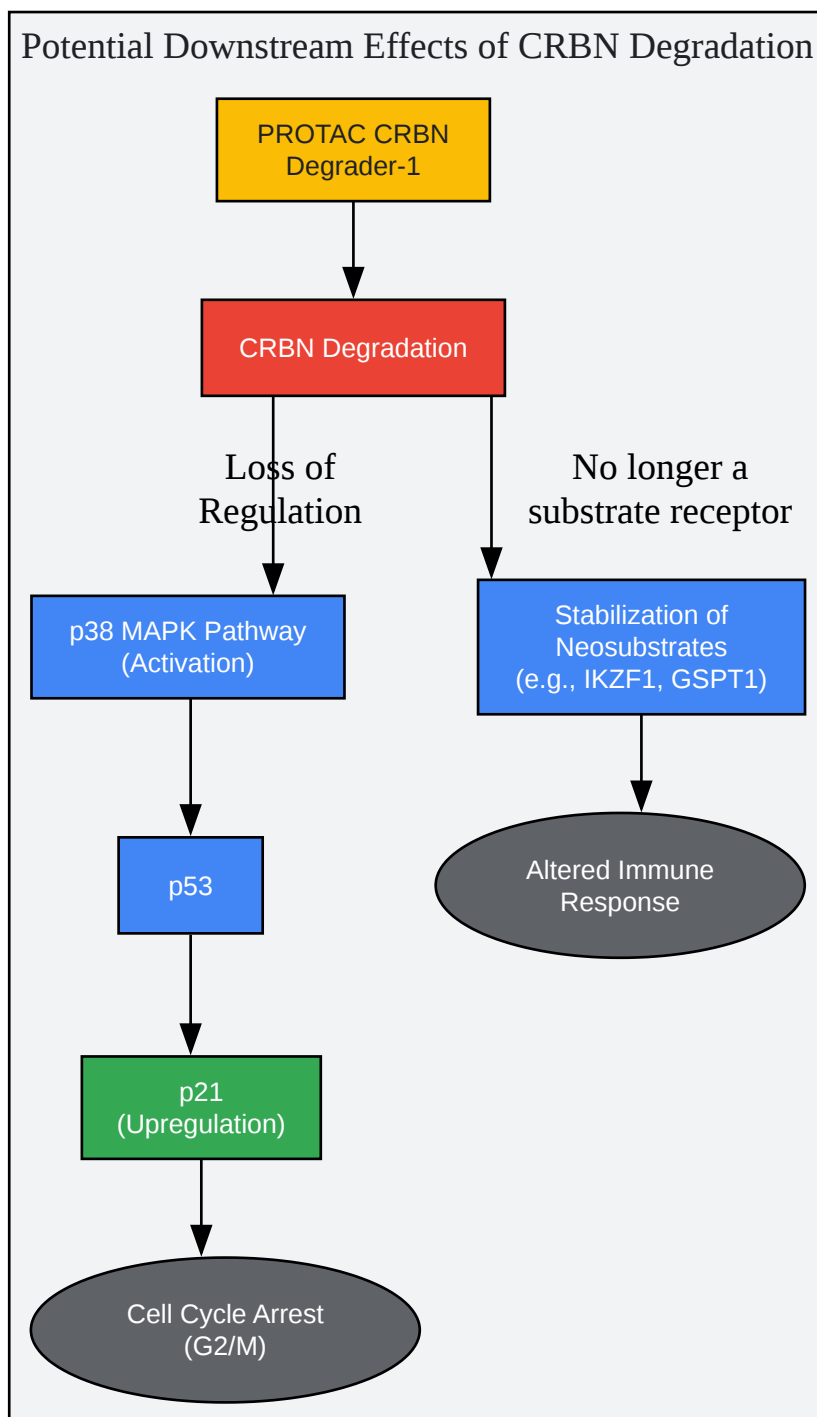 Potential Downstream Effects of CRBN Degradation
PROTAC CRBN
Degrader-1
CRBN Degradation
Loss of
Regulation
No longer a
substrate receptor
p38 MAPK Pathway
(Activation)
Stabilization of
Neosubstrates
(e.g., IKZF1, GSPT1)
p53
Altered Immune
Response
p21
(Upregulation)
Cell Cycle Arrest
(G2/M)